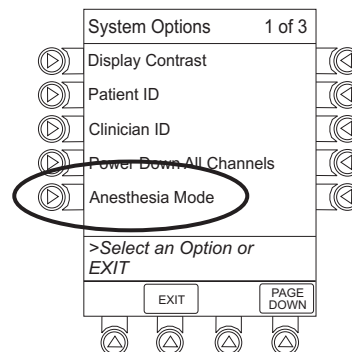 System Options 1 of 3
Display Contrast
Patient ID
Clinician ID
Power Down All Channels
Anesthesia Mode
>Select an Option or
EXIT
EXIT
PAGE
DOWN